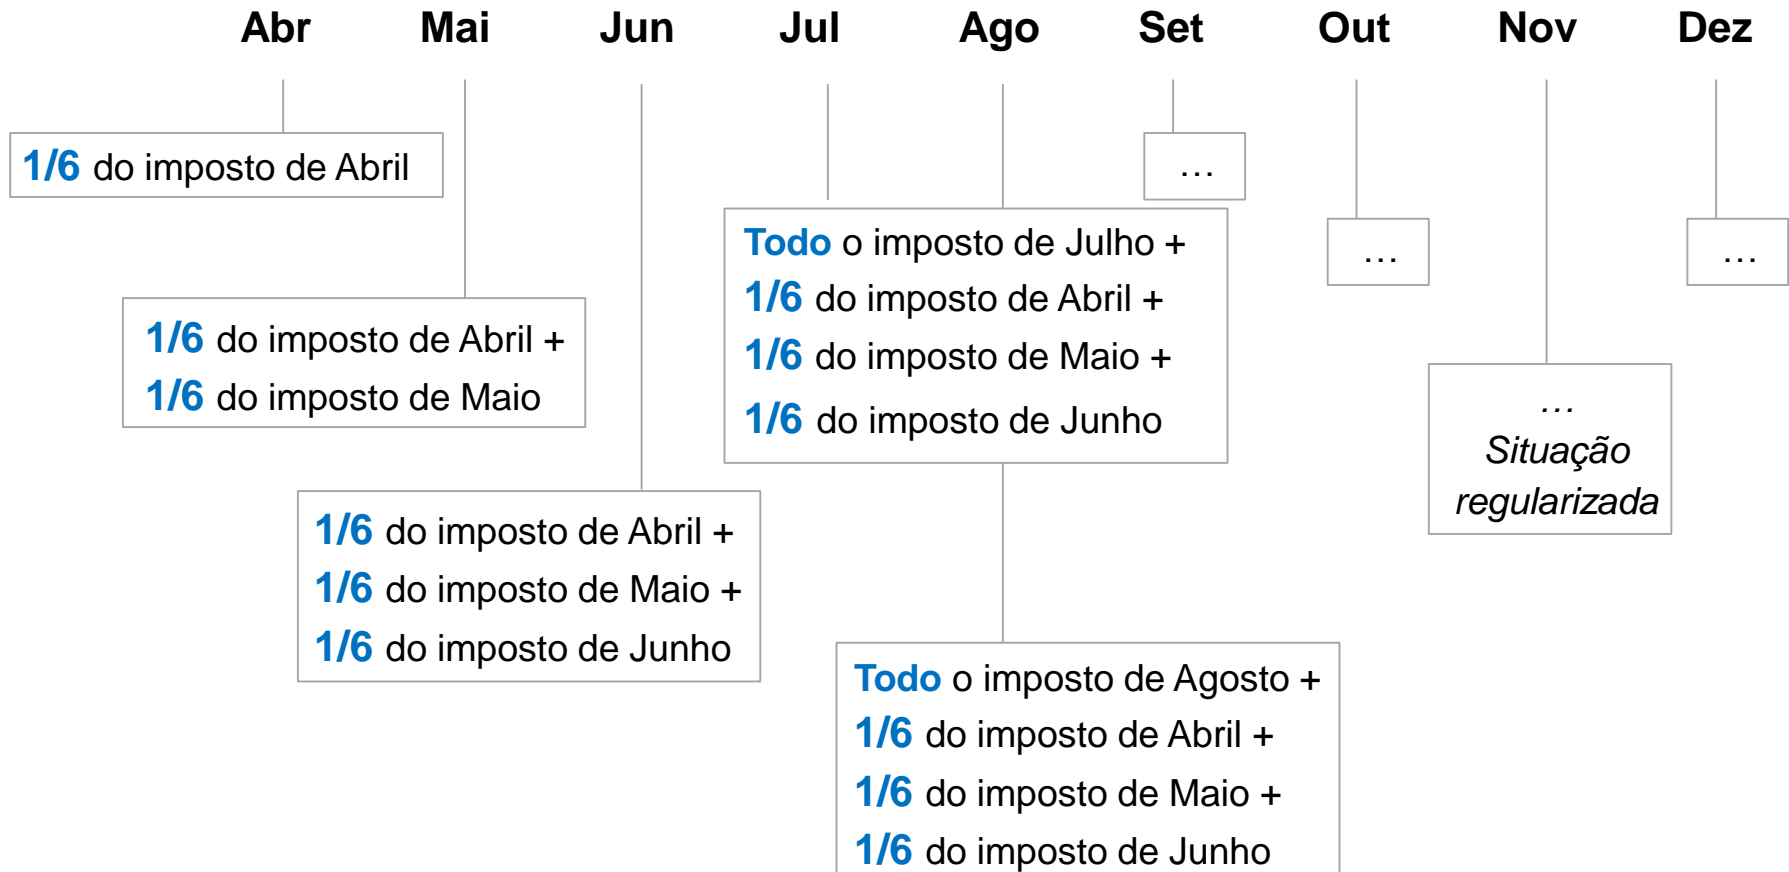 Abr Mai Jun Jul Ago Set Out Nov Dez
1/6 do imposto de Abril
1/6 do imposto de Abril +
1/6 do imposto de Maio
1/6 do imposto de Abril +
1/6 do imposto de Maio +
1/6 do imposto de Junho
Todo o imposto de Julho +
1/6 do imposto de Abril +
1/6 do imposto de Maio +
1/6 do imposto de Junho
Todo o imposto de Agosto +
1/6 do imposto de Abril +
1/6 do imposto de Maio +
1/6 do imposto de Junho
…
…
…
Situação
regularizada
…